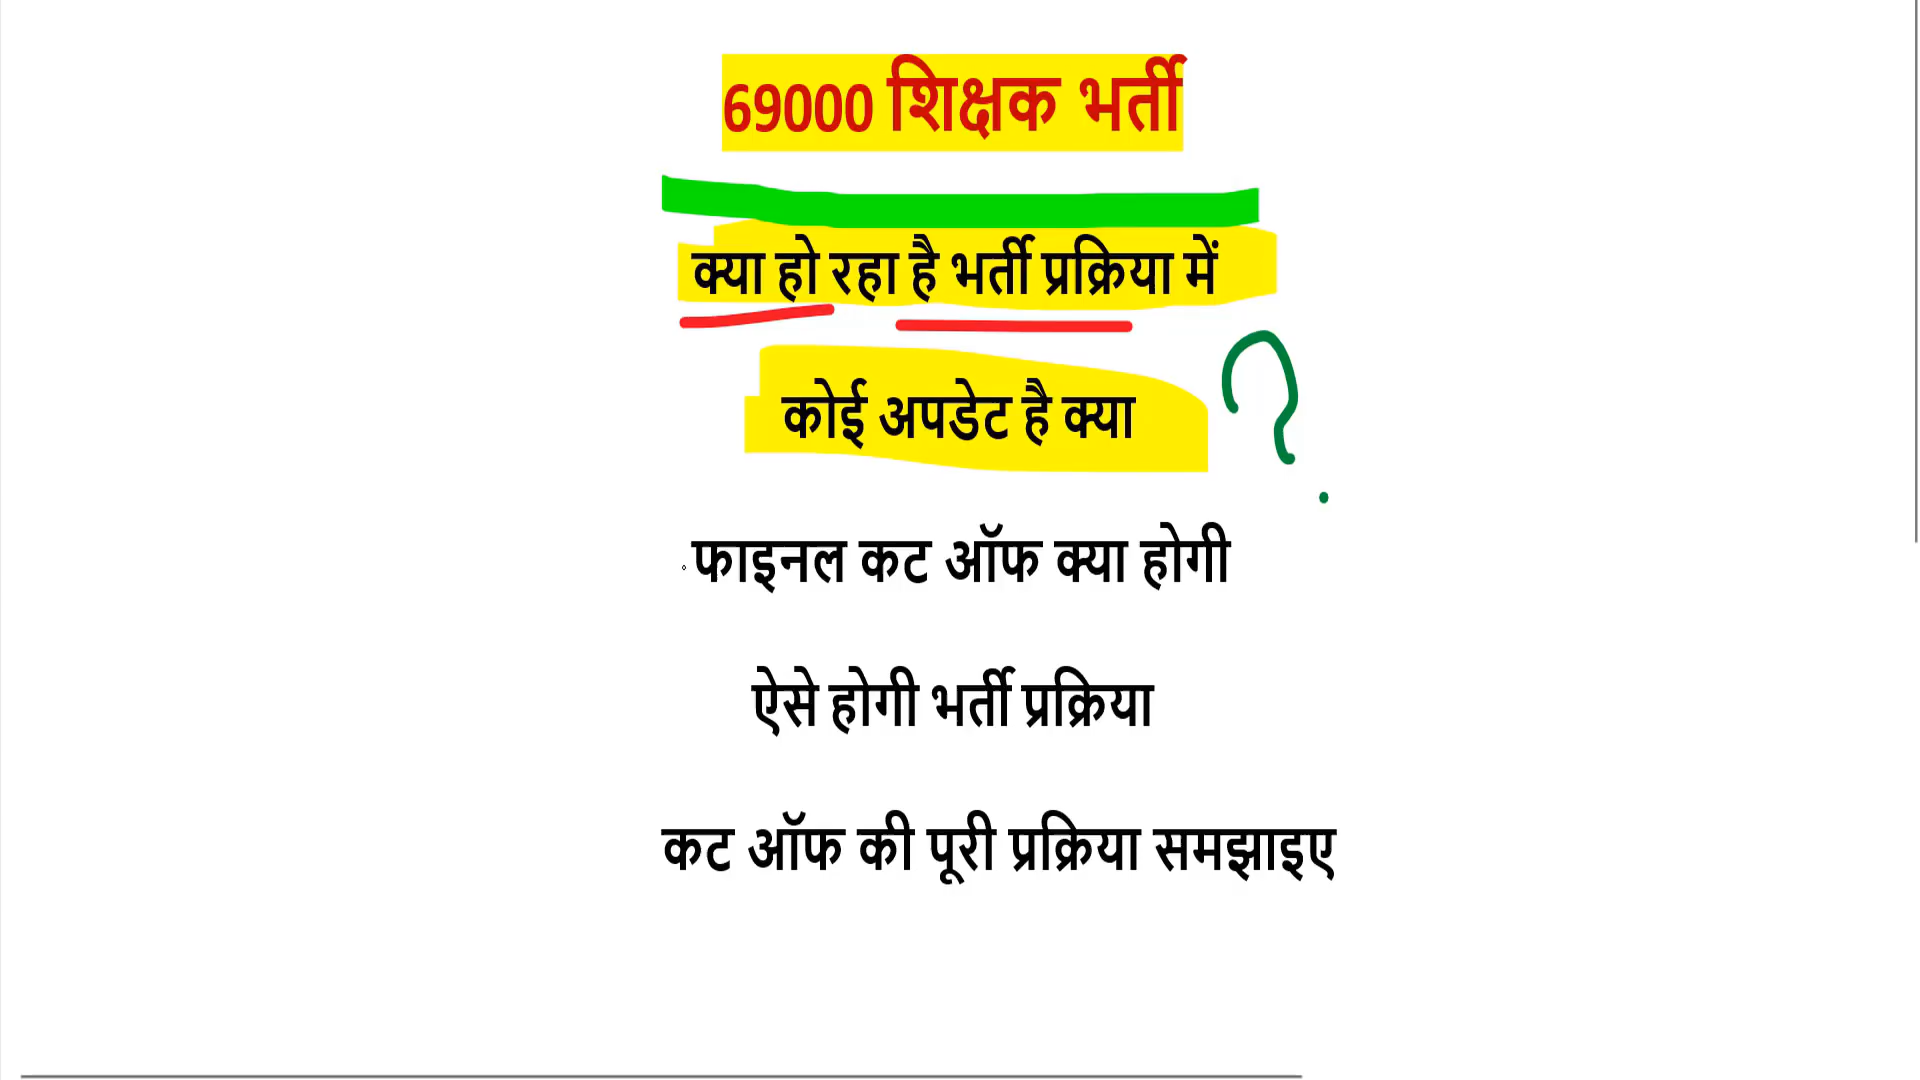 69000 शिक्षक भर्ती
क्या हो रहा है भर्ती प्रक्रिया में
कोई अपडेट है क्या ?
फाइनल कट ऑफ क्या होगी
ऐसे होगी भर्ती प्रक्रिया
कट ऑफ की पूरी प्रक्रिया समझाइए